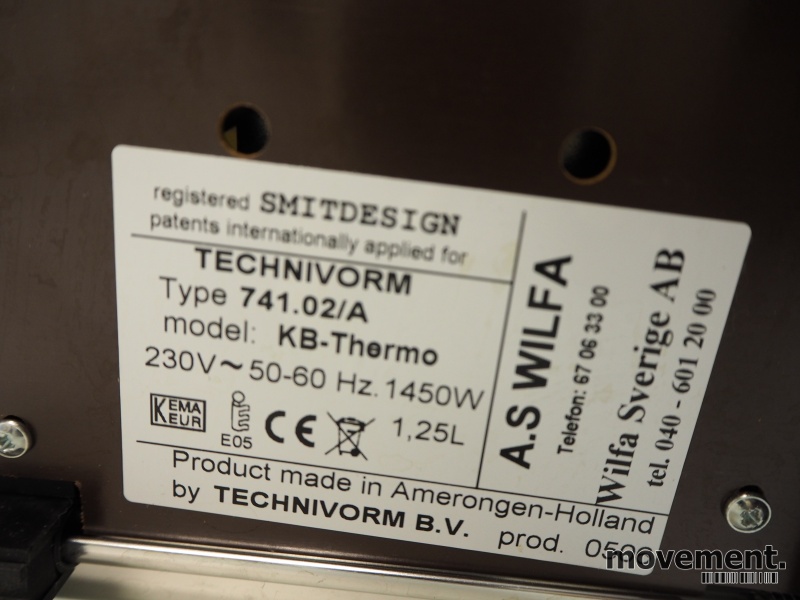 registered SMITDESIGN
patents internationally applied for
TECHNIVORM
Type 741.02/A
model: KB-Thermo
230V~50-60 Hz. 1450W
KEMA
EUR
E05
CE
1,25L
Product made in Amerongen-Holland
by TECHNIVORM B.V. prod.
A.S WILFA
Telefon: 67 06 33 00
Wilfa Sverige AB
tel. 040 - 601 20 00
movement.